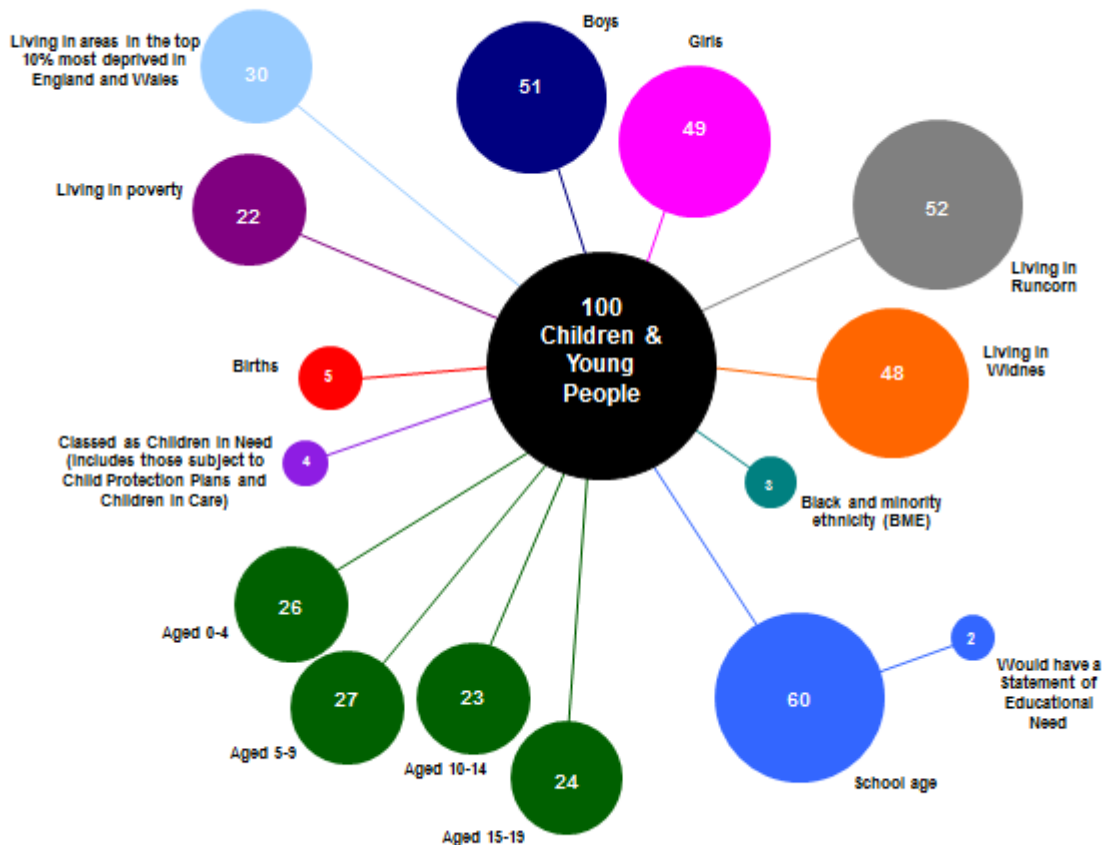 Living in areas in the top
10% most deprived in
England and Wales
30
Boys
51
Girls
49
Living in poverty
22
52
Living in
Runcorn
100
Children &
Young
People
Births
5
48
Living in
Widnes
Classed as Children in Need
(includes those subject to
Child Protection Plans and
Children in Care)
4
Black and minority
ethnicity (BME)
26
Aged 0-4
27
Aged 5-9
23
Aged 10-14
24
Aged 15-19
60
School age
2
Would have a
Statement of
Educational
Need